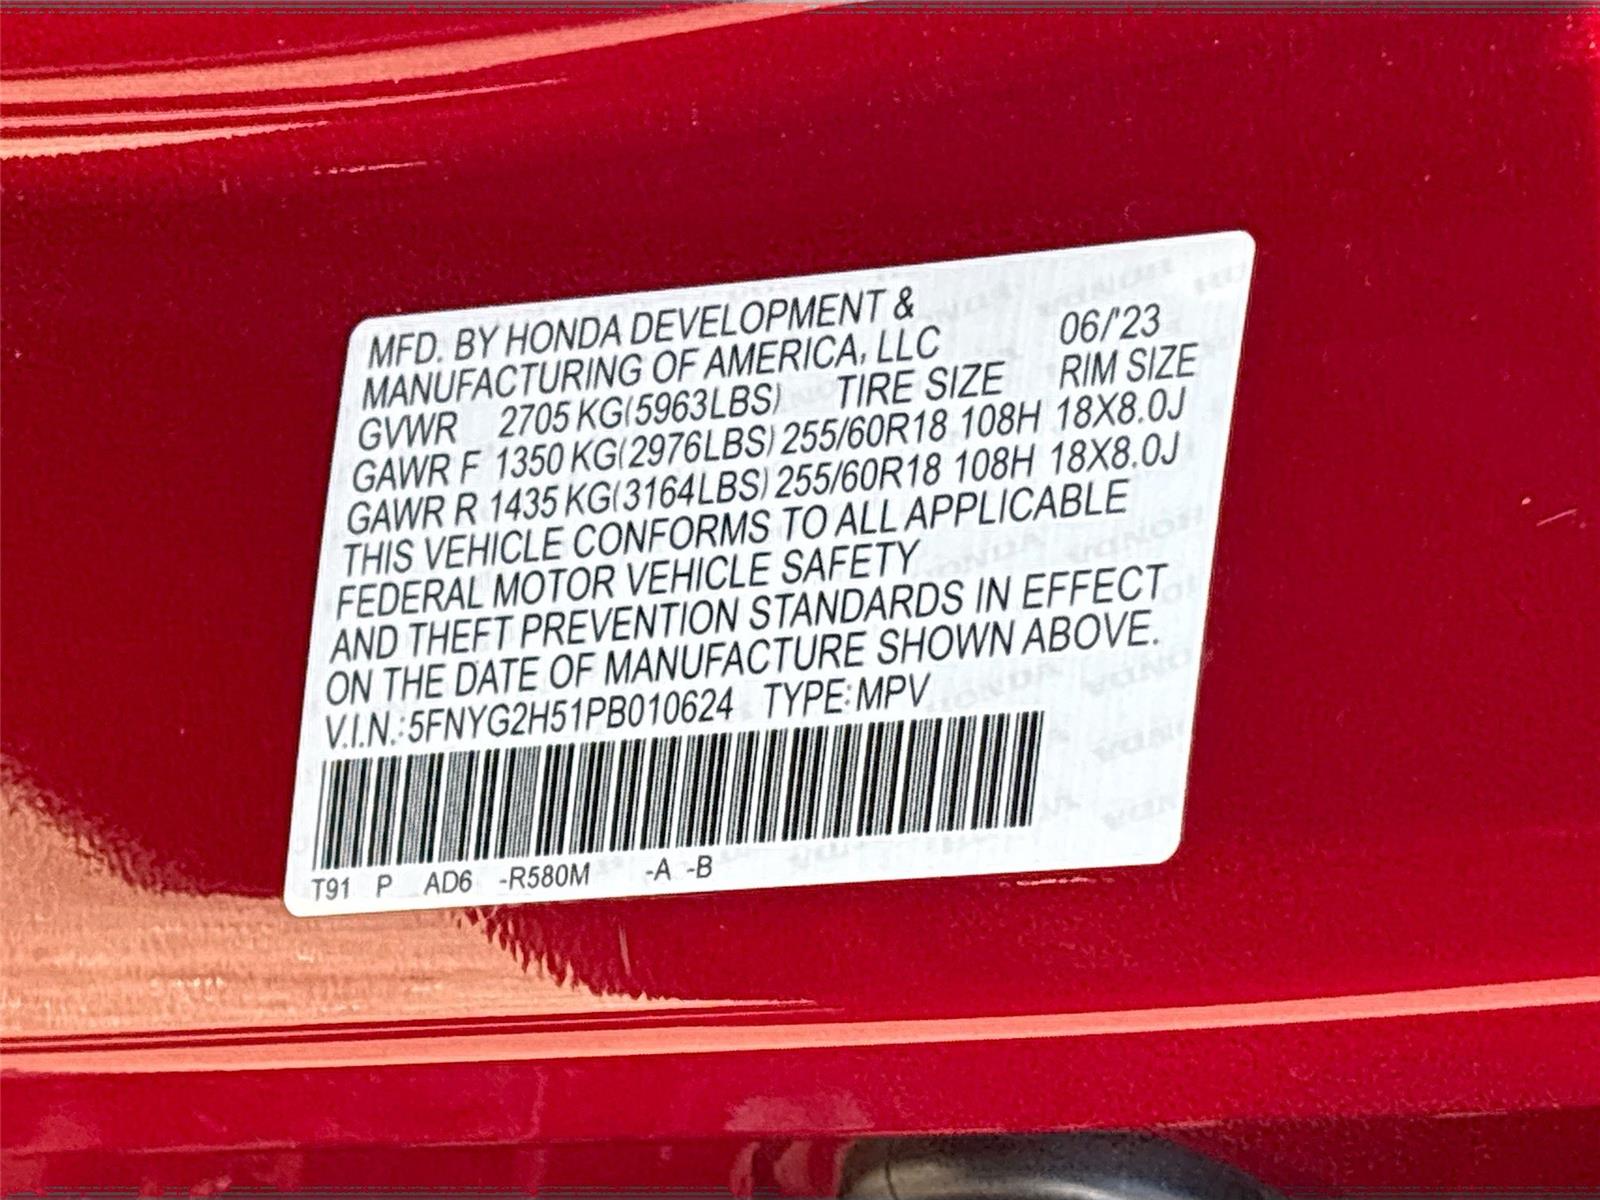 MFD. BY HONDA DEVELOPMENT &
MANUFACTURING OF AMERICA, LLC 06/'23
GVWR 2705 KG(5963LBS) TIRE SIZE RIM SIZE
GAWR F 1350 KG(2976LBS) 255/60R18 108H 18X8.0J
GAWR R 1435 KG(3164LBS) 255/60R18 108H 18X8.0J
THIS VEHICLE CONFORMS TO ALL APPLICABLE
FEDERAL MOTOR VEHICLE SAFETY
AND THEFT PREVENTION STANDARDS IN EFFECT
ON THE DATE OF MANUFACTURE SHOWN ABOVE.
V.I.N.:5FNYG2H51PB010624 TYPE:MPV
T91 P AD6 -R580M -A -B